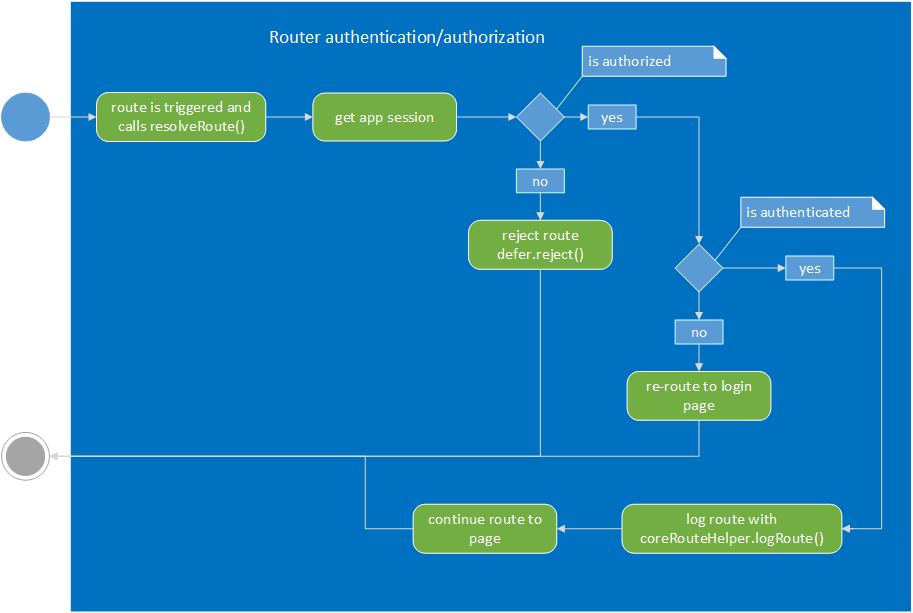 Router authentication/authorization
is authorized
route is triggered and
calls resolveRoute()
get app session
yes
no
is authenticated
reject route
defer.reject()
yes
no
re-route to login
page
continue route to
page
log route with
coreRouteHelper.logRoute()